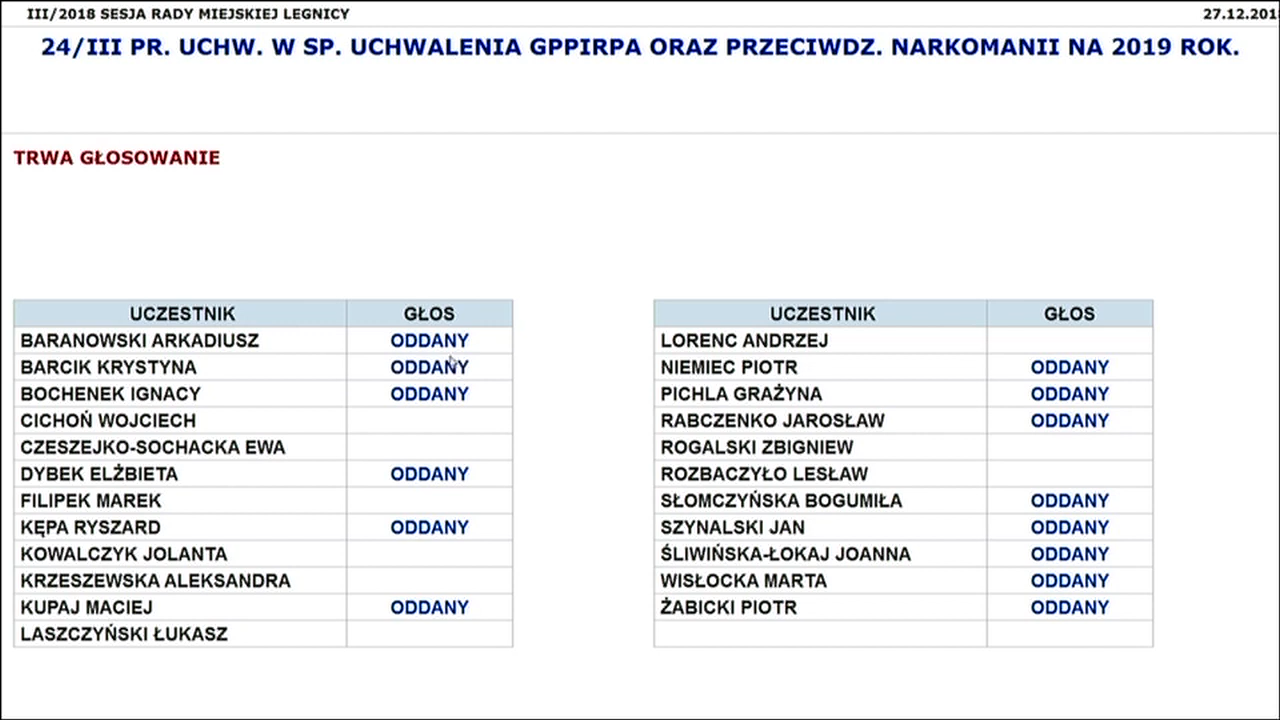 III/2018 SESJA RADY MIEJSKIEJ LEGNICY 27.12.201
24/III PR. UCHW. W SP. UCHWALENIA GPPIRPA ORAZ PRZECIWDZ. NARKOMANII NA 2019 ROK.
TRWA GŁOSOWANIE
UCZESTNIK GŁOS
BARANOWSKI ARKADIUSZ ODDANY
BARCIK KRYSTYNA ODDANY
BOCHENEK IGNACY ODDANY
CICHOŃ WOJCIECH
CZESZEJKO-SOCHACKA EWA
DYBEK ELŻBIETA ODDANY
FILIPEK MAREK
KĘPA RYSZARD ODDANY
KOWALCZYK JOLANTA
KRZESZEWSKA ALEKSANDRA
KUPAJ MACIEJ ODDANY
LASZCZYŃSKI ŁUKASZ
UCZESTNIK GŁOS
LORENC ANDRZEJ
NIEMIEC PIOTR ODDANY
PICHLA GRAŻYNA ODDANY
RABCZENKO JAROSŁAW ODDANY
ROGALSKI ZBIGNIEW
ROZBACZYŁO LESŁAW
SŁOMCZYŃSKA BOGUMIŁA ODDANY
SZYNALSKI JAN ODDANY
ŚLIWIŃSKA-ŁOKAJ JOANNA ODDANY
WISŁOCKA MARTA ODDANY
ŻABICKI PIOTR ODDANY